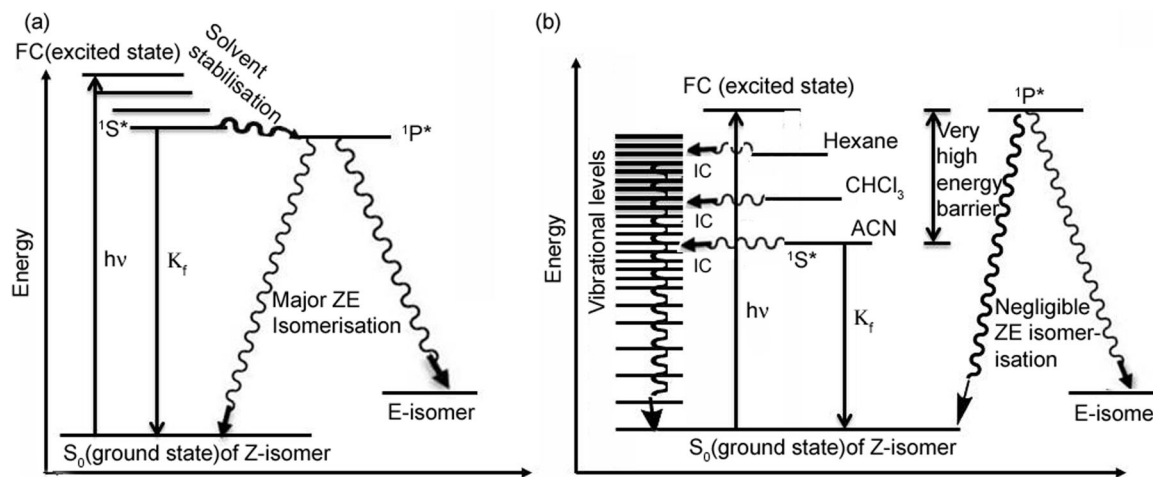 (a)
FC(excited state)
Solvent
stabilisation
¹S*
¹P*
Energy
hν
K_f
Major ZE
Isomerisation
E-isomer
S₀(ground state)of Z-isomer
(b)
FC (excited state)
¹P*
Hexane
IC
CHCl₃
IC
ACN
IC
¹S*
Very
high
energy
barrier
Energy
Vibrational levels
hν
K_f
Negligible
ZE isomer-
isation
E-isomer
S₀(ground state)of Z-isomer